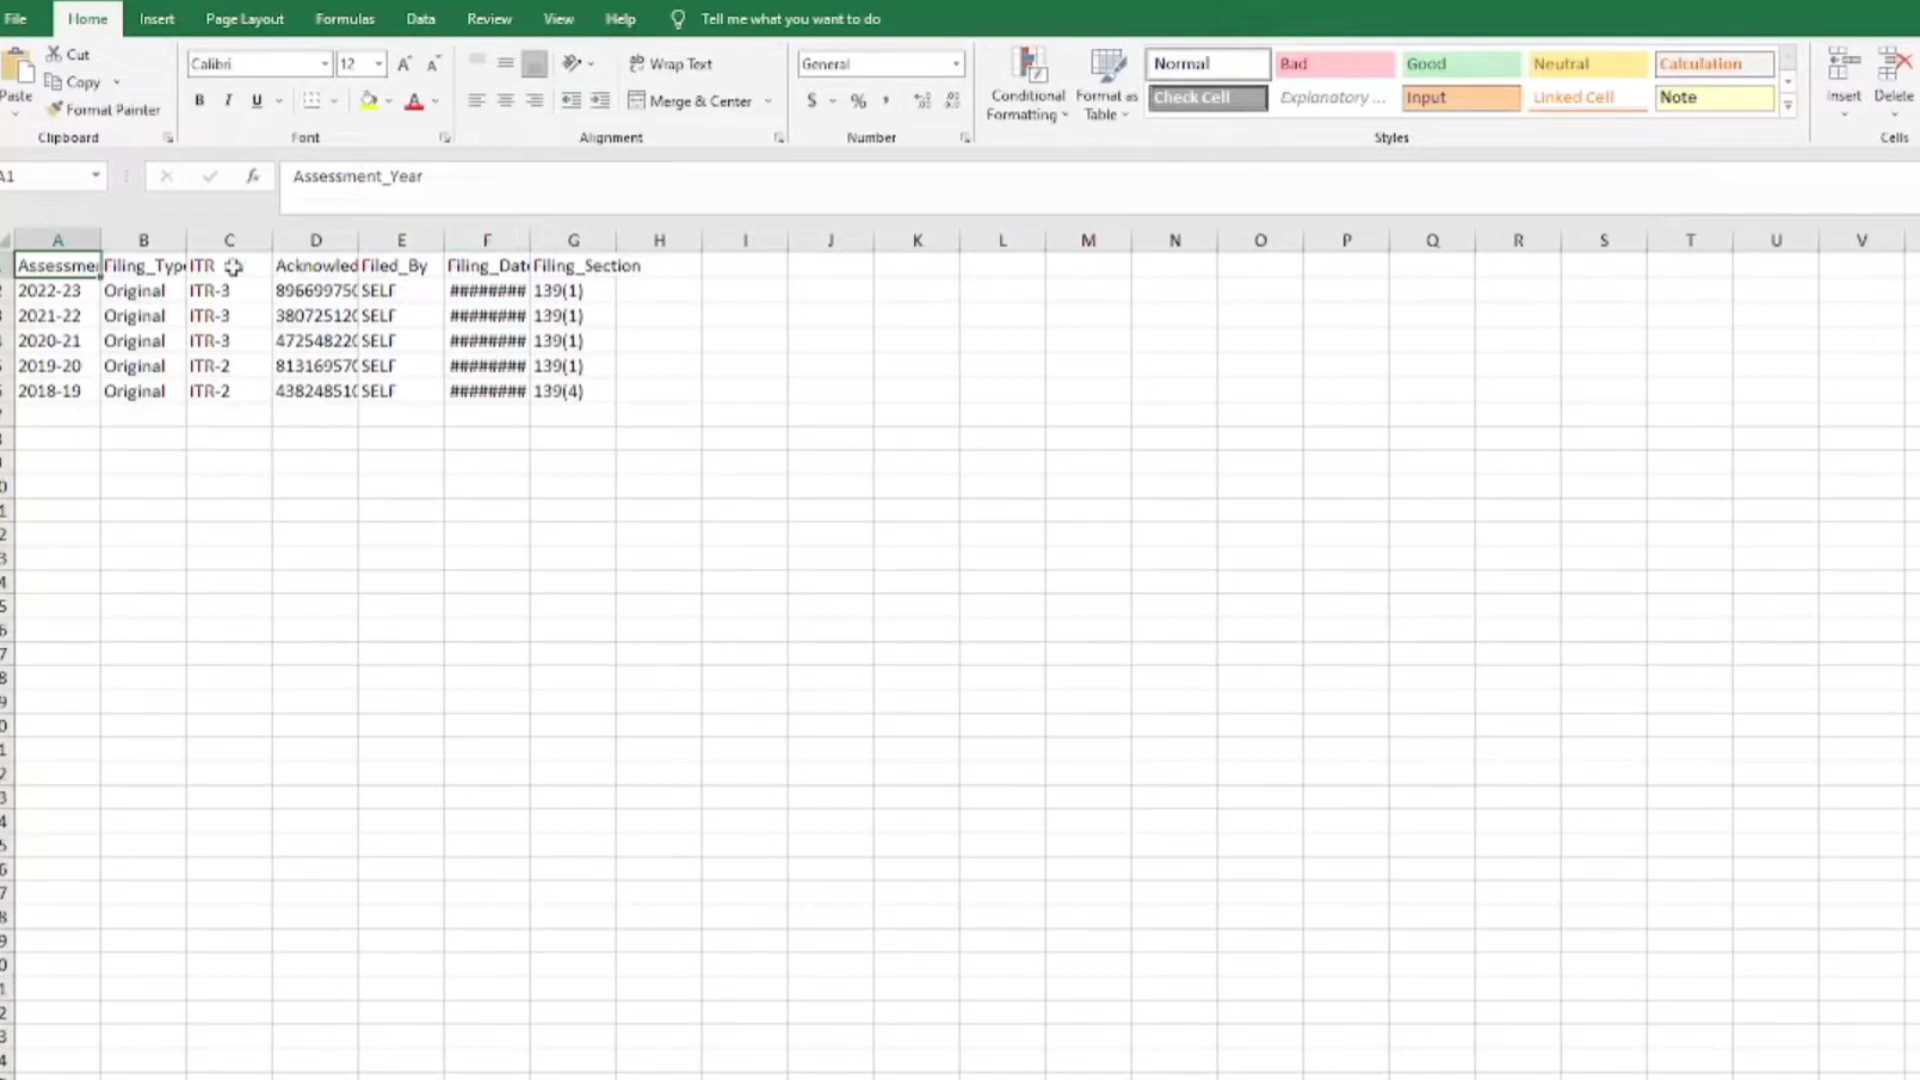 File Home Insert Page Layout Formulas Data Review View Help Tell me what you want to do
Paste Cut Copy Format Painter Clipboard
Calibri 12 B I U Font
Wrap Text Merge & Center Alignment
General $ % , Number
Conditional Formatting Format as Table
Normal Bad Good Neutral Calculation
Check Cell Explanatory ... Input Linked Cell Note
Styles
Insert Delete Cells
A1 fx Assessment_Year
A B C D E F G H I J K L M N O P Q R S T U V
Assessme Filing_Typ ITR Acknowled Filed_By Filing_Dat Filing_Section
2022-23 Original ITR-3 89669975 SELF ######## 139(1)
2021-22 Original ITR-3 38072512 SELF ######## 139(1)
2020-21 Original ITR-3 47254822 SELF ######## 139(1)
2019-20 Original ITR-2 81316957 SELF ######## 139(1)
2018-19 Original ITR-2 43824851 SELF ######## 139(4)